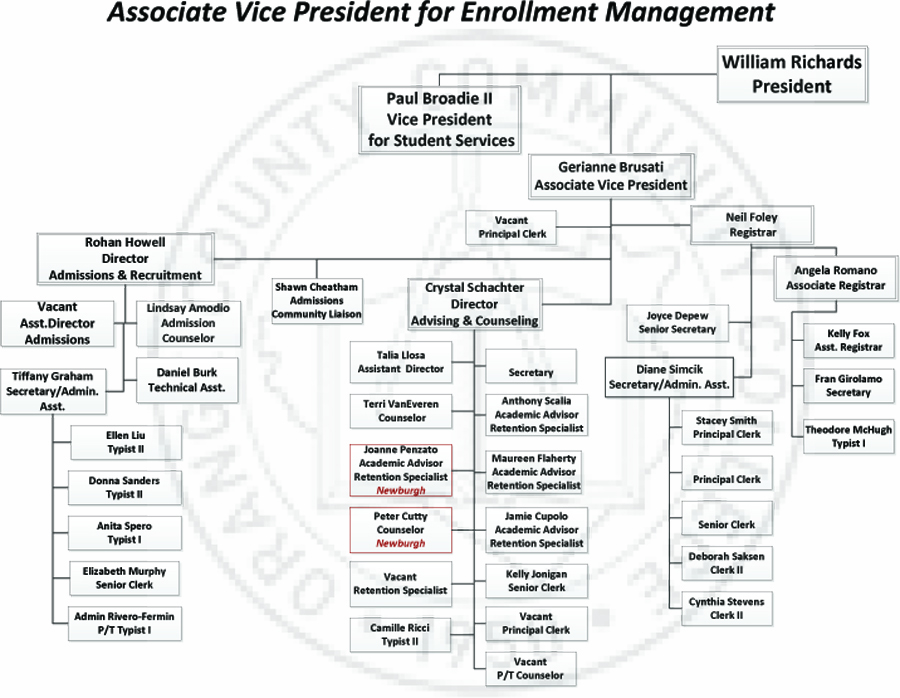 Associate Vice President for Enrollment Management
William Richards
President
Paul Broadie II
Vice President
for Student Services
Gerianne Brusati
Associate Vice President
Vacant
Principal Clerk
Neil Foley
Registrar
Rohan Howell
Director
Admissions & Recruitment
Shawn Cheatham
Admissions
Community Liaison
Crystal Schachter
Director
Advising & Counseling
Angela Romano
Associate Registrar
Vacant
Asst.Director
Admissions
Lindsay Amodio
Admission
Counselor
Tiffany Graham
Secretary/Admin.
Asst.
Daniel Burk
Technical Asst.
Ellen Liu
Typist II
Donna Sanders
Typist II
Anita Spero
Typist I
Elizabeth Murphy
Senior Clerk
Admin Rivero-Fermin
P/T Typist I
Talia Llosa
Assistant Director
Secretary
Terri VanEveren
Counselor
Anthony Scalia
Academic Advisor
Retention Specialist
Joanne Penzato
Academic Advisor
Retention Specialist
Newburgh
Maureen Flaherty
Academic Advisor
Retention Specialist
Peter Cutty
Counselor
Newburgh
Jamie Cupolo
Academic Advisor
Retention Specialist
Vacant
Retention Specialist
Kelly Jonigan
Senior Clerk
Camille Ricci
Typist II
Vacant
Principal Clerk
Vacant
P/T Counselor
Joyce Depew
Senior Secretary
Diane Simcik
Secretary/Admin. Asst.
Stacey Smith
Principal Clerk
Principal Clerk
Senior Clerk
Deborah Saksen
Clerk II
Cynthia Stevens
Clerk II
Kelly Fox
Asst. Registrar
Fran Girolamo
Secretary
Theodore McHugh
Typist I
ORANGE COUNTY COMMUNITY COLLEGE
1950